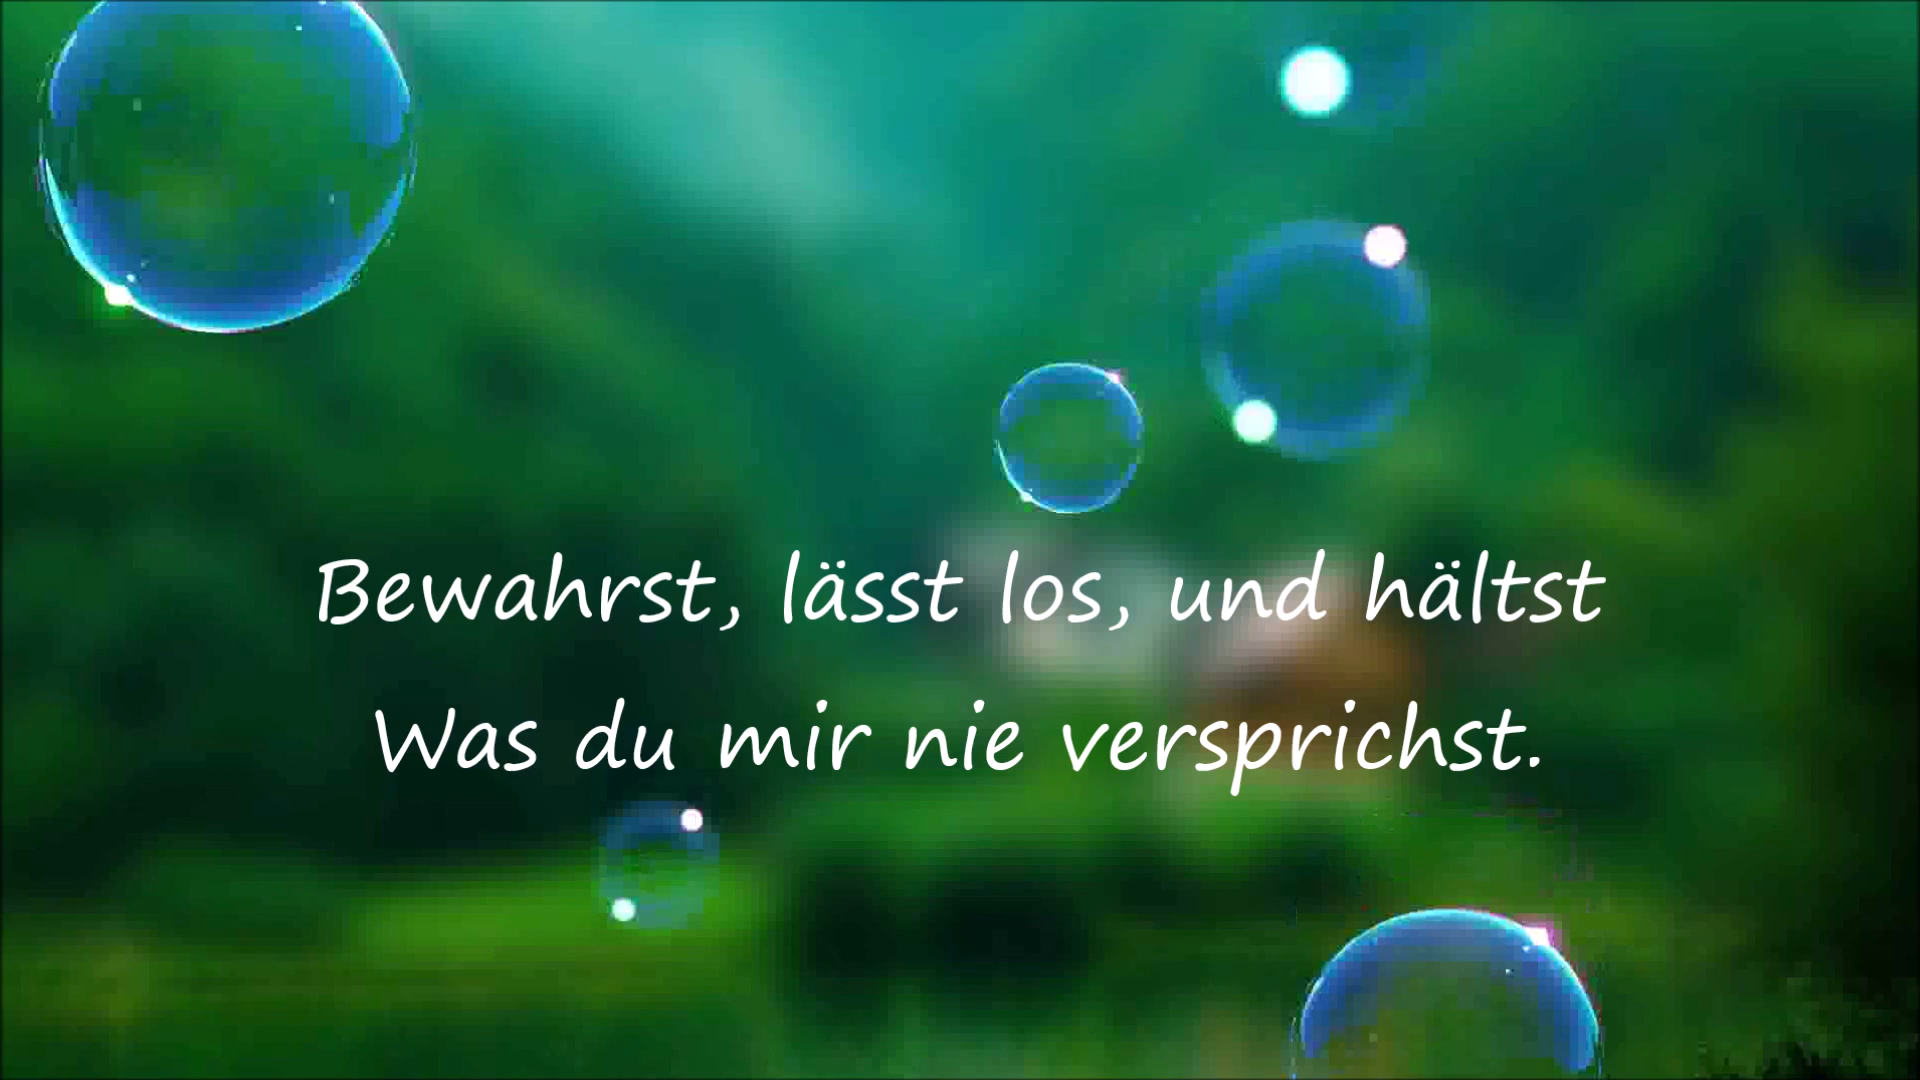 Bewahrst, lässt los, und hältst
Was du mir nie versprichst.